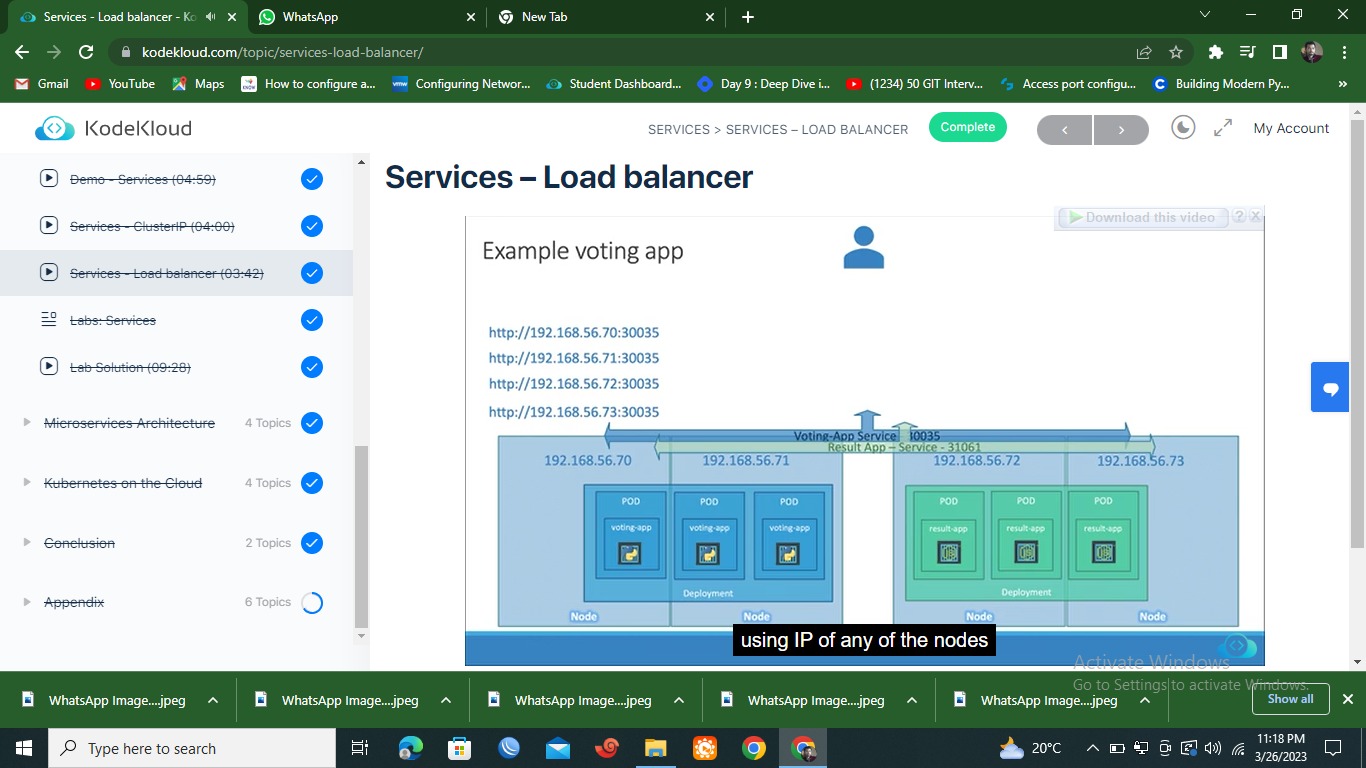 Services - Load balancer - Ko
WhatsApp
New Tab
kodekloud.com/topic/services-load-balancer/
Gmail
YouTube
Maps
How to configure a...
Configuring Networ...
Student Dashboard...
Day 9 : Deep Dive i...
(1234) 50 GIT Interv...
Access port configu...
Building Modern Py...
»
KodeKloud
SERVICES > SERVICES – LOAD BALANCER
Complete
My Account
Demo - Services (04:59)
Services - ClusterIP (04:00)
Services - Load balancer (03:42)
Labs: Services
Lab Solution (09:28)
Microservices Architecture
4 Topics
Kubernetes on the Cloud
4 Topics
Conclusion
2 Topics
Appendix
6 Topics
Services – Load balancer
Download this video
?
X
Example voting app
http://192.168.56.70:30035
http://192.168.56.71:30035
http://192.168.56.72:30035
http://192.168.56.73:30035
Voting-App Service 30035
Result App – Service - 31061
192.168.56.70
192.168.56.71
192.168.56.72
192.168.56.73
POD
POD
POD
POD
POD
POD
voting-app
voting-app
voting-app
result-app
result-app
result-app
Deployment
Deployment
Node
Node
Node
Node
using IP of any of the nodes
Activate Windows
Go to Settings to activate Windows.
WhatsApp Image....jpeg
WhatsApp Image....jpeg
WhatsApp Image....jpeg
WhatsApp Image....jpeg
WhatsApp Image....jpeg
Show all
Type here to search
20°C
11:18 PM
3/26/2023